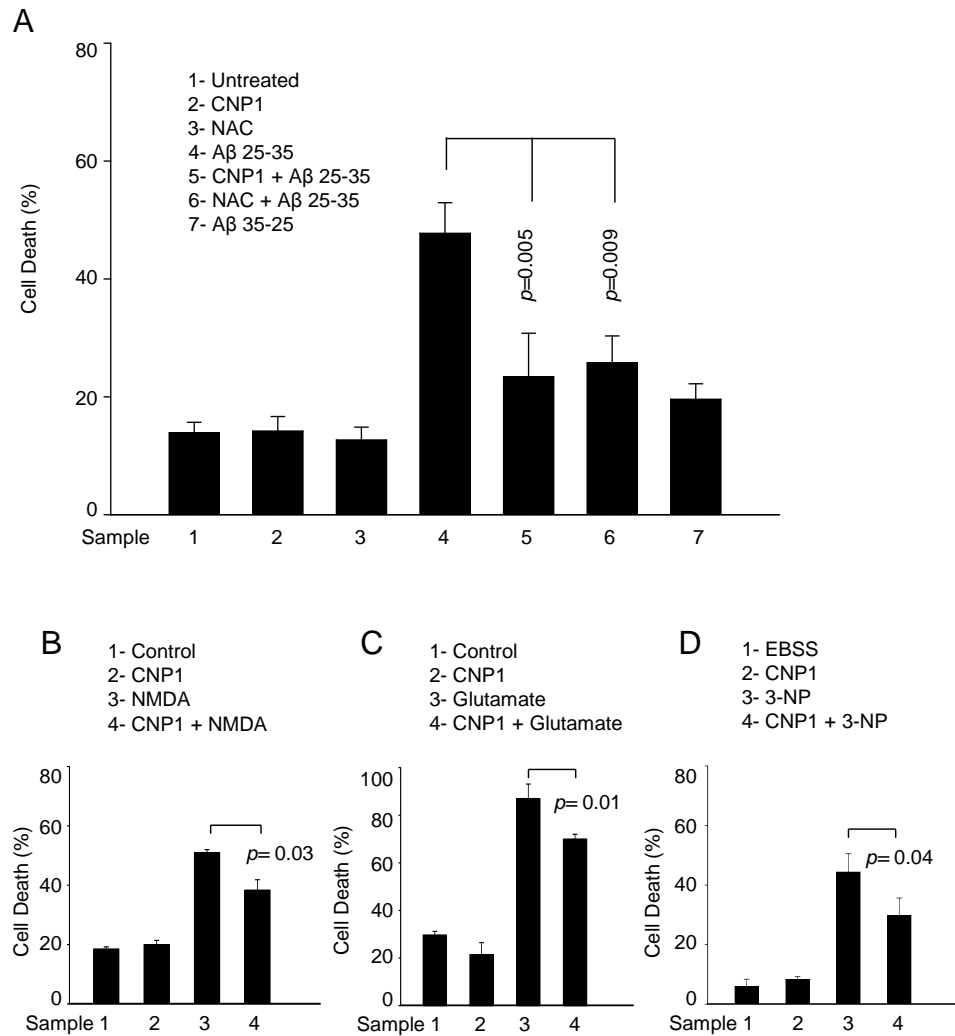 A
80
60
40
20
0
Cell Death (%)
1- Untreated
2- CNP1
3- NAC
4- Aβ 25-35
5- CNP1 + Aβ 25-35
6- NAC + Aβ 25-35
7- Aβ 35-25
p=0.005
p=0.009
Sample 1 2 3 4 5 6 7
B
1- Control
2- CNP1
3- NMDA
4- CNP1 + NMDA
80
60
40
20
0
Cell Death (%)
p= 0.03
Sample 1 2 3 4
C
1- Control
2- CNP1
3- Glutamate
4- CNP1 + Glutamate
100
80
60
40
20
0
Cell Death (%)
p= 0.01
Sample 1 2 3 4
D
1- EBSS
2- CNP1
3- 3-NP
4- CNP1 + 3-NP
80
60
40
20
0
Cell Death (%)
p= 0.04
Sample 1 2 3 4